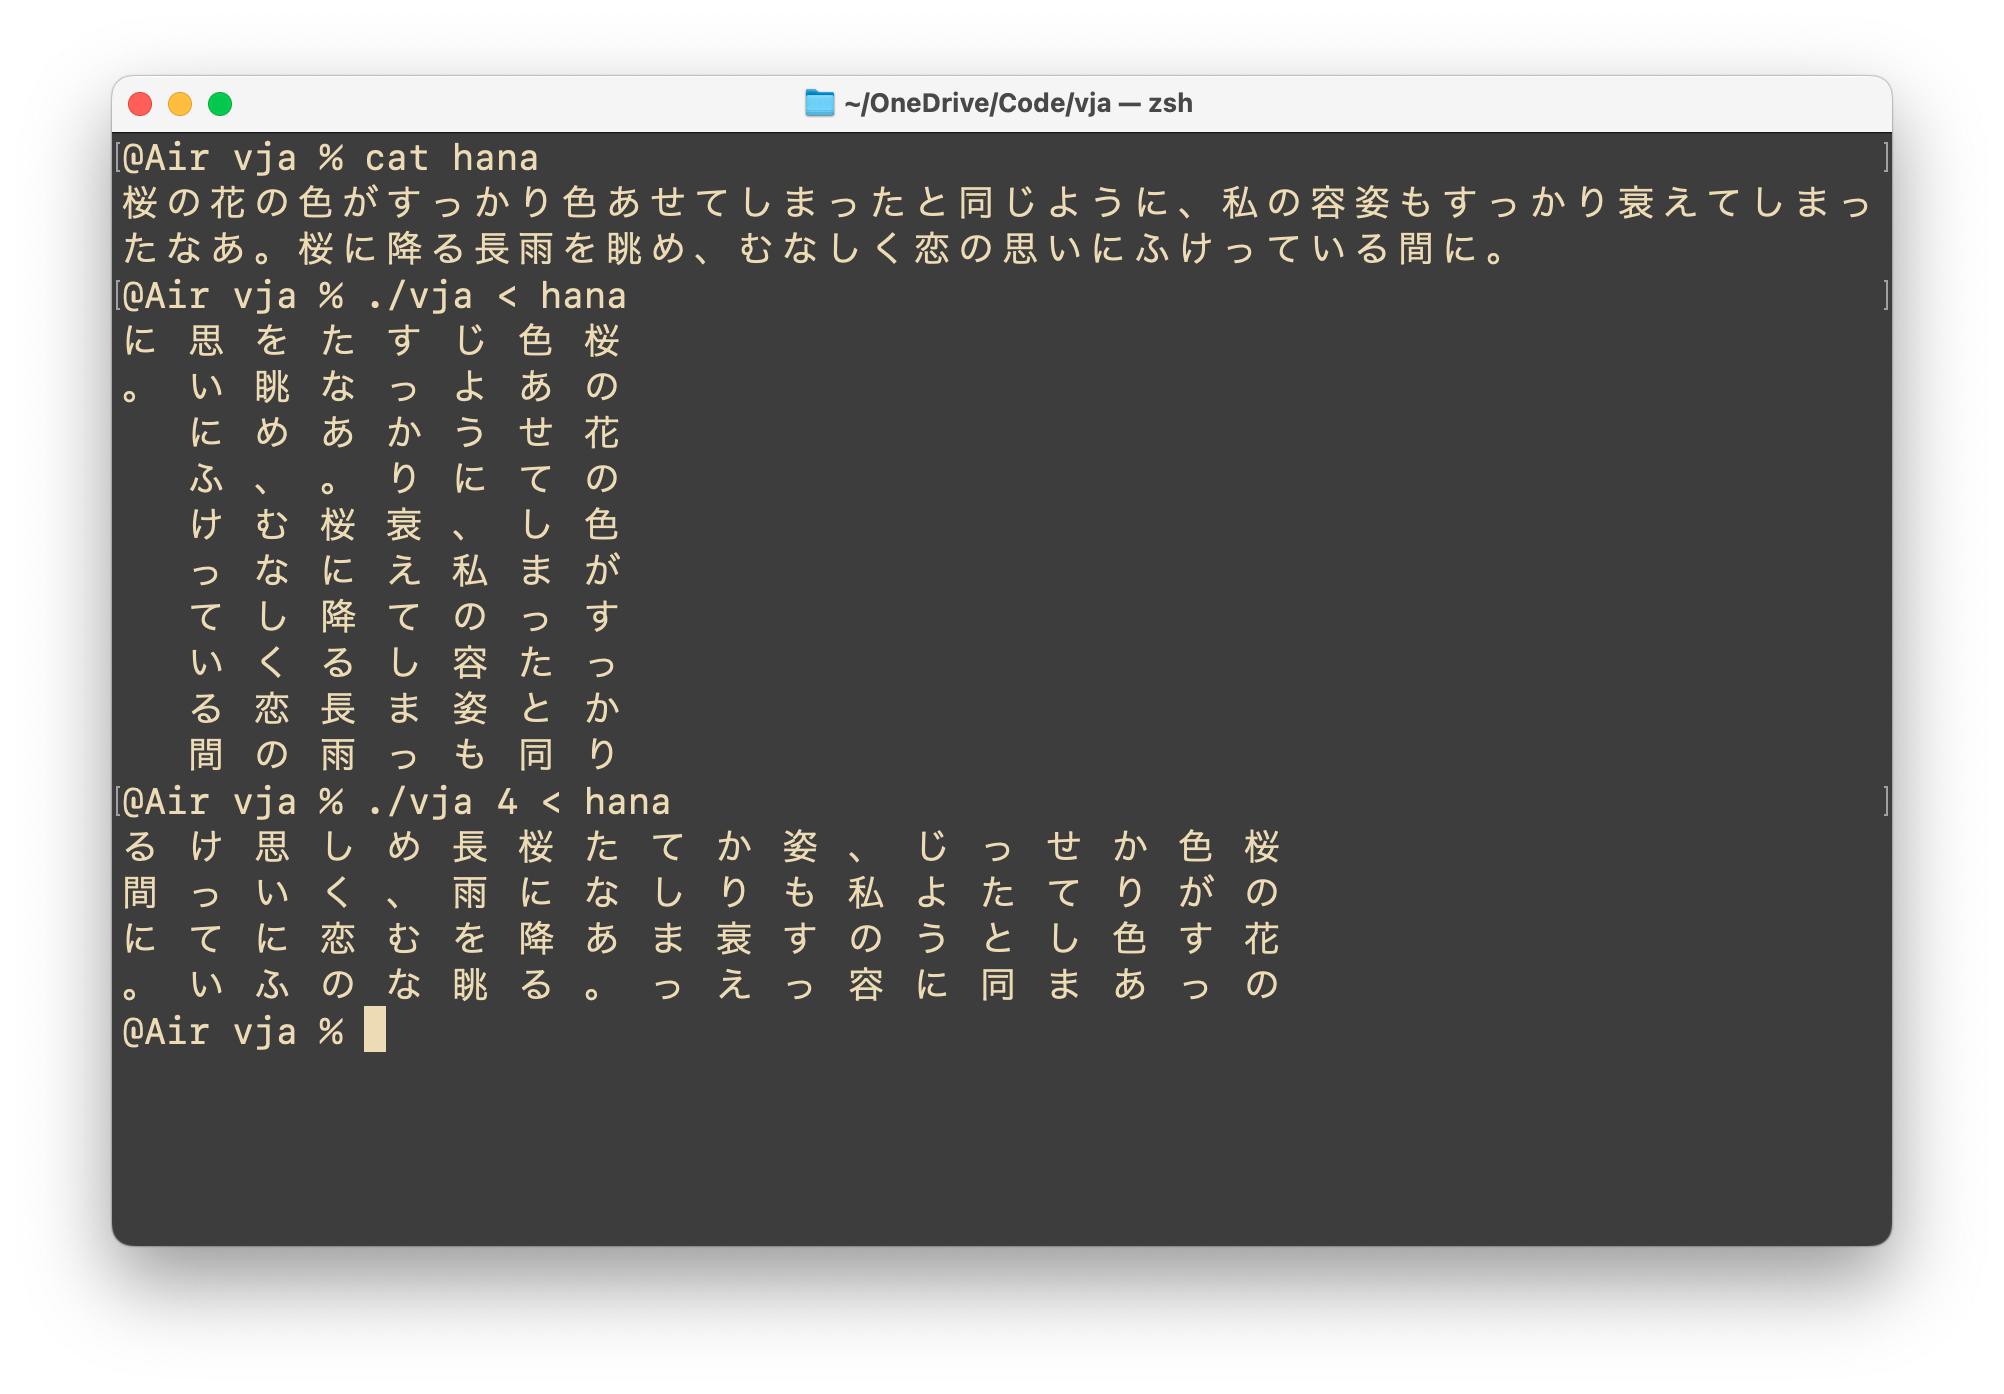 ~/OneDrive/Code/vja — zsh
@Air vja % cat hana
桜の花の色がすっかり色あせてしまったと同じように、私の容姿もすっかり衰えてしまっ
たなあ。桜に降る長雨を眺め、むなしく恋の思いにふけっている間に。
@Air vja % ./vja < hana
桜の花の色がすっかり
色あせてしまったと同
じように、私の容姿も
すっかり衰えてしまっ
たなあ。桜に降る長雨
を眺め、むなしく恋の
思いにふけっている間
に。
@Air vja % ./vja 4 < hana
桜の花の
色がすっ
かり色あ
せてしま
ったと同
じように
、私の容
姿もすっ
かり衰え
てしまっ
たなあ。
桜に降る
長雨を眺
め、むな
しく恋の
思いにふ
けってい
る間に。
@Air vja %